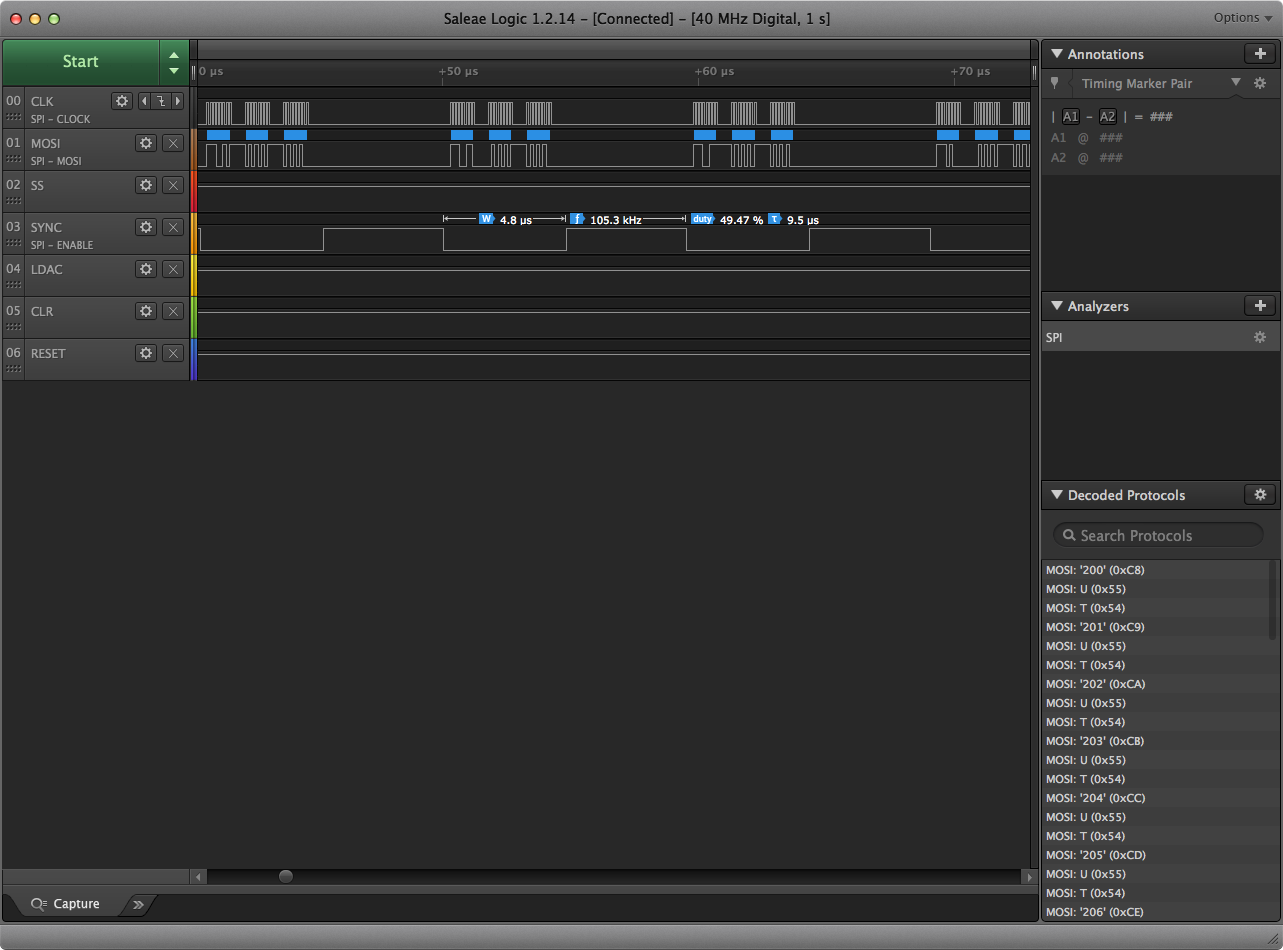 Saleae Logic 1.2.14 – [Connected] – [40 MHz Digital, 1 s]
Options
Start
0 µs +50 µs +60 µs +70 µs
00 CLK
SPI – CLOCK
01 MOSI
SPI – MOSI
02 SS
03 SYNC
SPI – ENABLE
W 4.8 µs f 105.3 kHz duty 49.47 % T 9.5 µs
04 LDAC
05 CLR
06 RESET
Capture
Annotations
Timing Marker Pair
| A1 – A2 | = ###
A1 @ ###
A2 @ ###
Analyzers
SPI
Decoded Protocols
Search Protocols
MOSI: '200' (0xC8)
MOSI: U (0x55)
MOSI: T (0x54)
MOSI: '201' (0xC9)
MOSI: U (0x55)
MOSI: T (0x54)
MOSI: '202' (0xCA)
MOSI: U (0x55)
MOSI: T (0x54)
MOSI: '203' (0xCB)
MOSI: U (0x55)
MOSI: T (0x54)
MOSI: '204' (0xCC)
MOSI: U (0x55)
MOSI: T (0x54)
MOSI: '205' (0xCD)
MOSI: U (0x55)
MOSI: T (0x54)
MOSI: '206' (0xCE)